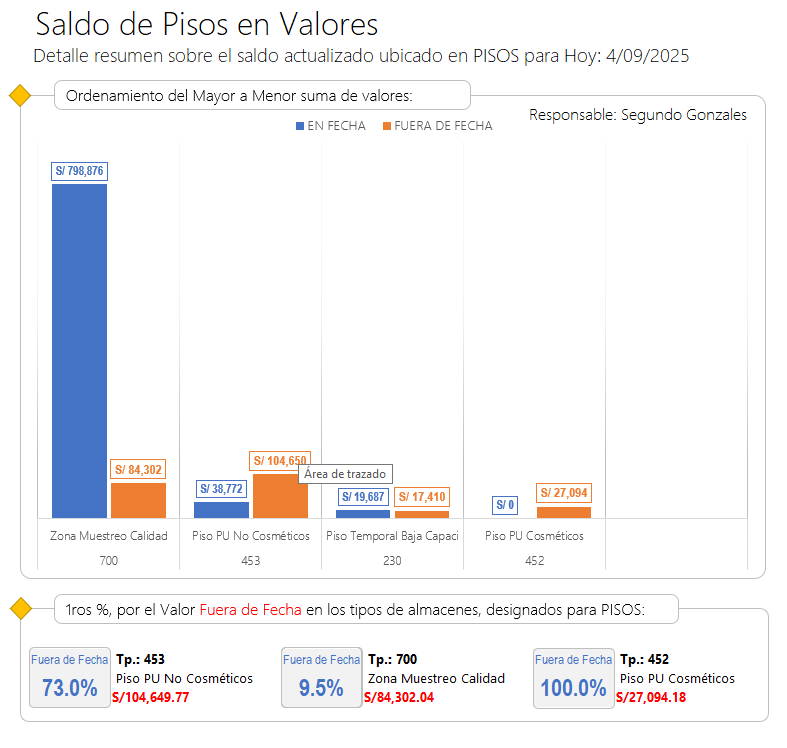 Saldo de Pisos en Valores
Detalle resumen sobre el saldo actualizado ubicado en PISOS para Hoy: 4/09/2025
Ordenamiento del Mayor a Menor suma de valores:
Responsable: Segundo Gonzales
EN FECHA FUERA DE FECHA
S/ 798,876
S/ 84,302
S/ 104,650
Área de trazado
S/ 38,772
S/ 19,687
S/ 17,410
S/ 0
S/ 27,094
Zona Muestreo Calidad Piso PU No Cosméticos Piso Temporal Baja Capaci Piso PU Cosméticos
700 453 230 452
1ros %, por el Valor Fuera de Fecha en los tipos de almacenes, designados para PISOS:
Fuera de Fecha
73.0%
Tp.: 453
Piso PU No Cosméticos
S/104,649.77
Fuera de Fecha
9.5%
Tp.: 700
Zona Muestreo Calidad
S/84,302.04
Fuera de Fecha
100.0%
Tp.: 452
Piso PU Cosméticos
S/27,094.18